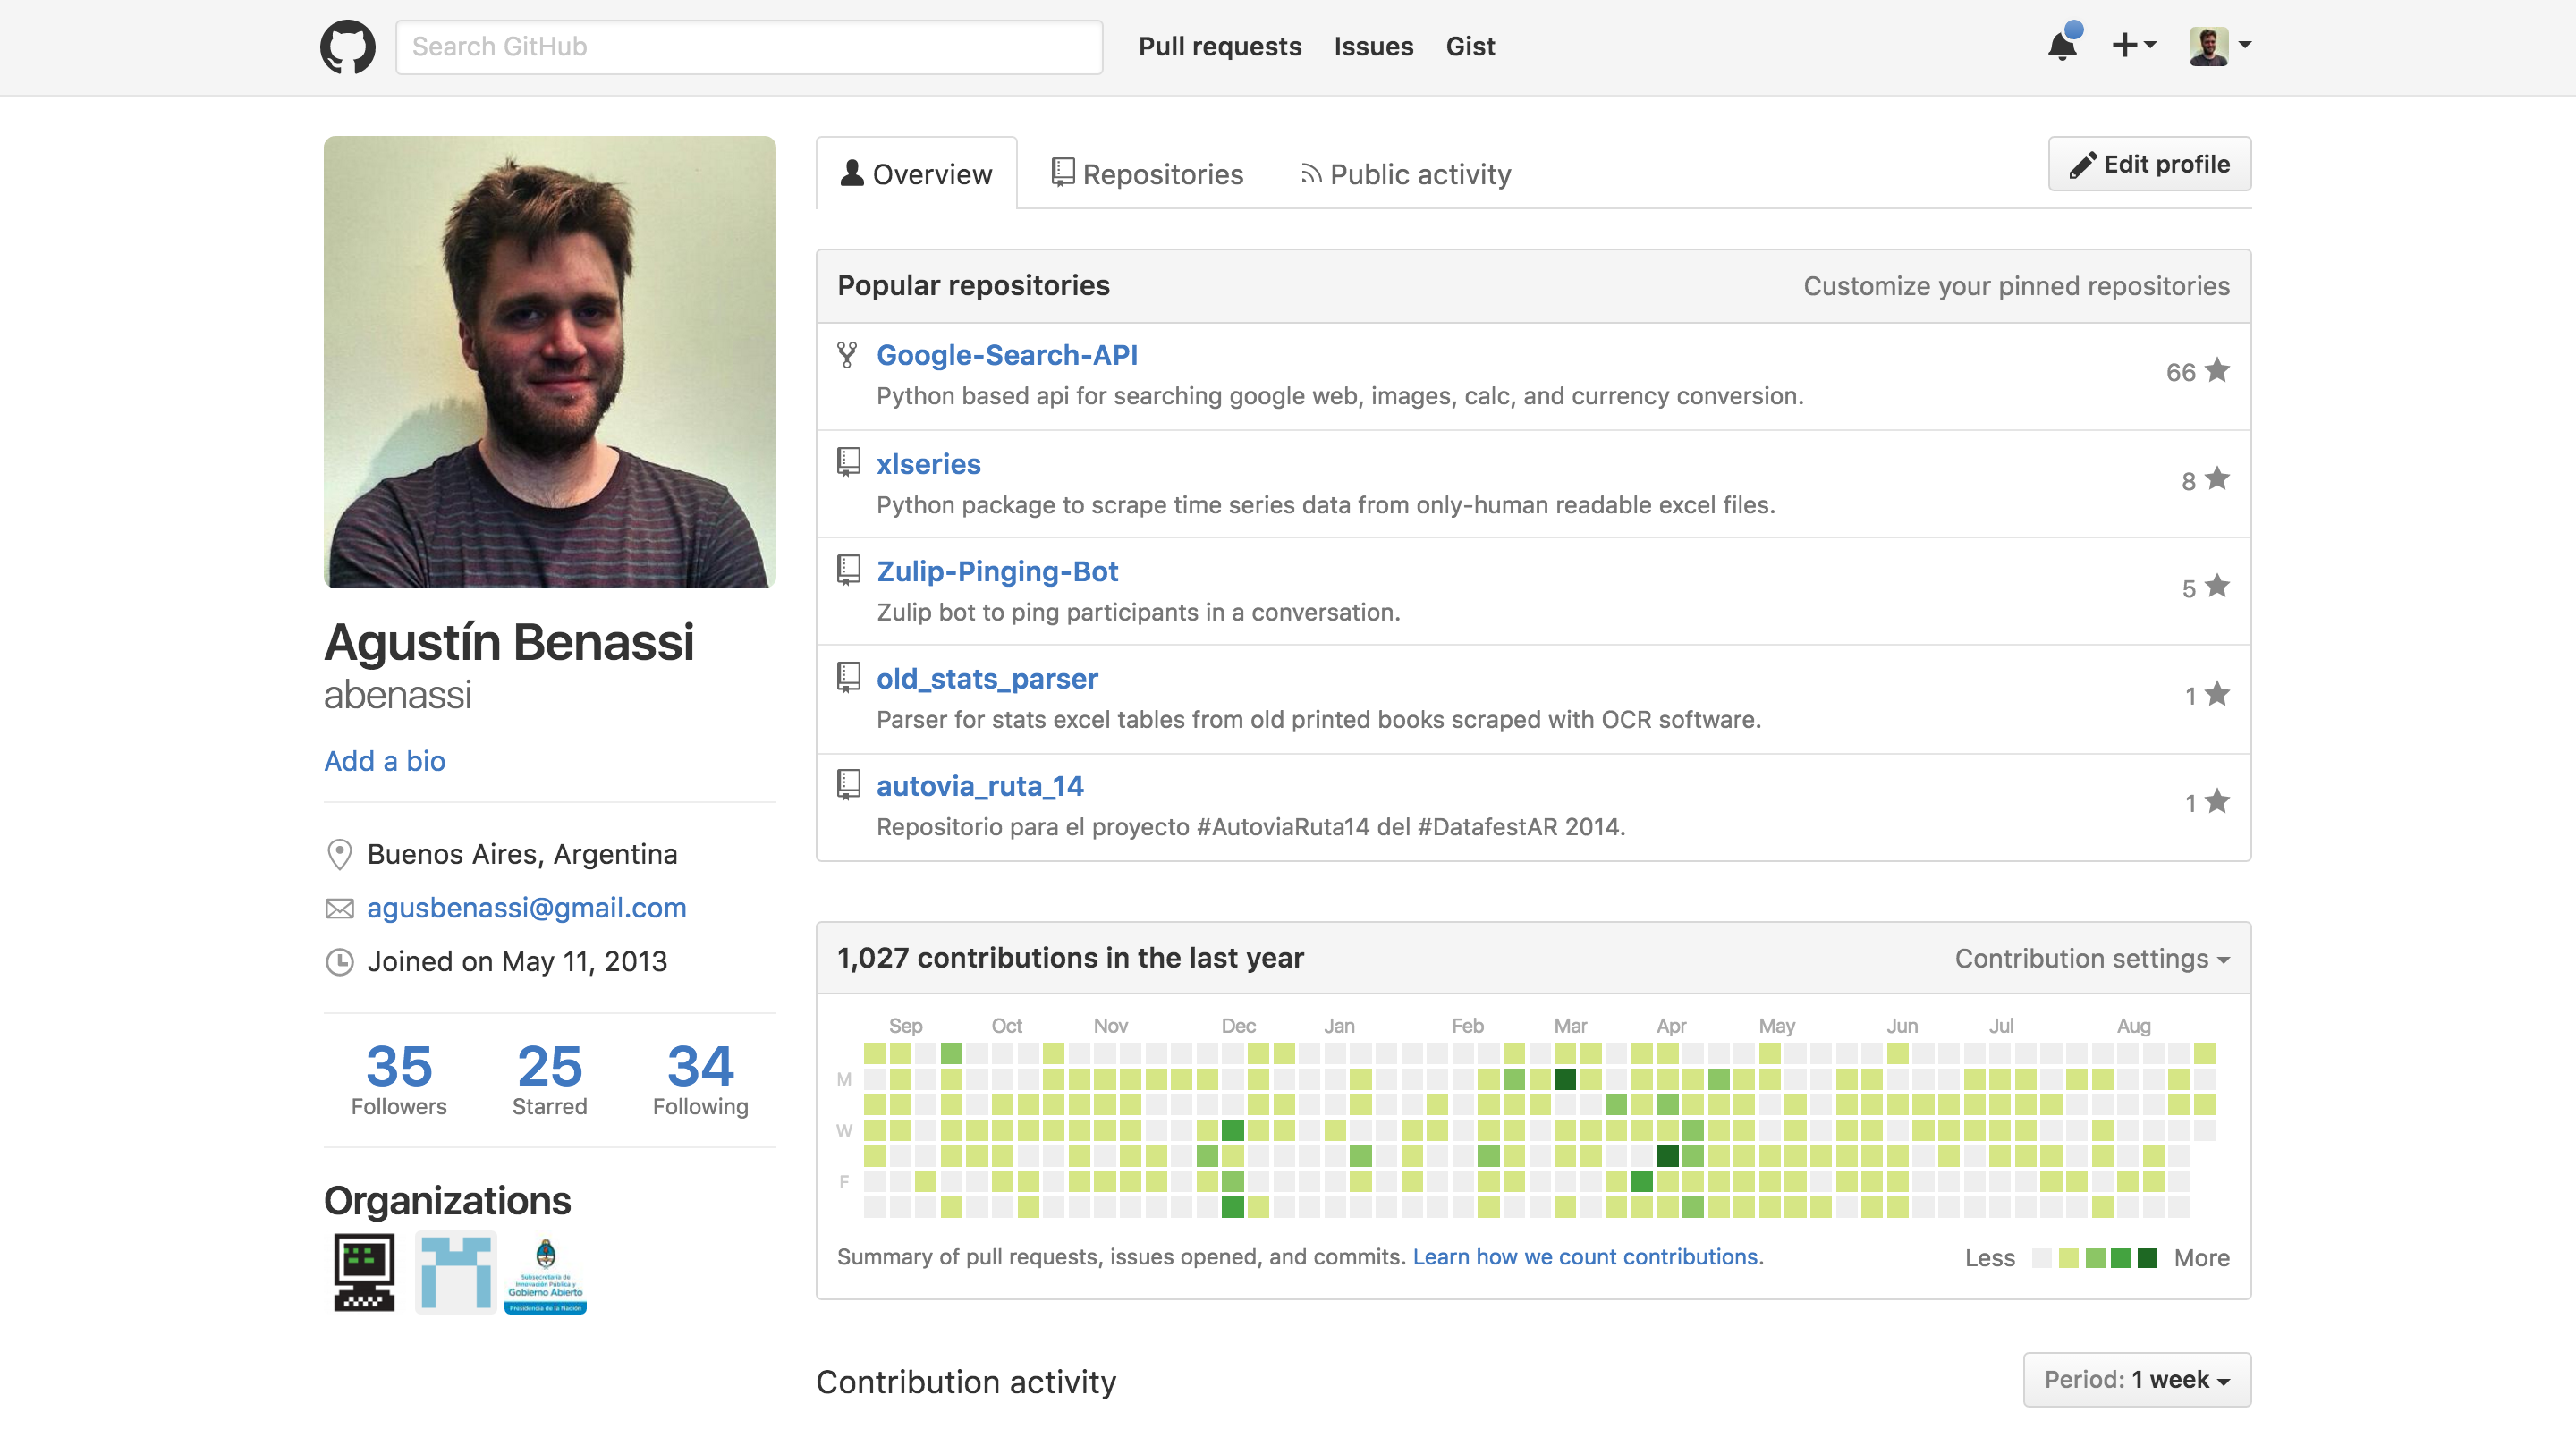 Search GitHub
Pull requests
Issues
Gist
Overview
Repositories
Public activity
Edit profile
Agustín Benassi
abenassi
Add a bio
Buenos Aires, Argentina
agusbenassi@gmail.com
Joined on May 11, 2013
35
Followers
25
Starred
34
Following
Organizations
Subsecretaría de
Innovación Pública y
Gobierno Abierto
Presidencia de la Nación
Popular repositories
Customize your pinned repositories
Google-Search-API
Python based api for searching google web, images, calc, and currency conversion.
66
xlseries
Python package to scrape time series data from only-human readable excel files.
8
Zulip-Pinging-Bot
Zulip bot to ping participants in a conversation.
5
old_stats_parser
Parser for stats excel tables from old printed books scraped with OCR software.
1
autovia_ruta_14
Repositorio para el proyecto #AutoviaRuta14 del #DatafestAR 2014.
1
1,027 contributions in the last year
Contribution settings
Sep Oct Nov Dec Jan Feb Mar Apr May Jun Jul Aug
M
W
F
Summary of pull requests, issues opened, and commits. Learn how we count contributions.
Less
More
Contribution activity
Period: 1 week